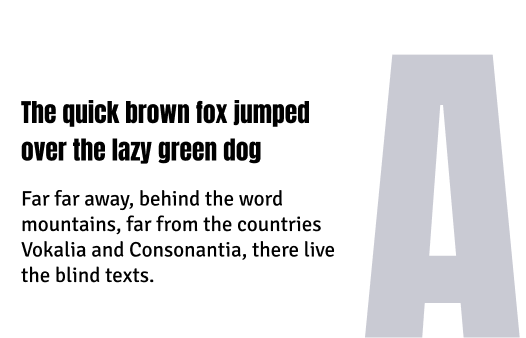 The quick brown fox jumped
over the lazy green dog
Far far away, behind the word
mountains, far from the countries
Vokalia and Consonantia, there live
the blind texts.
A